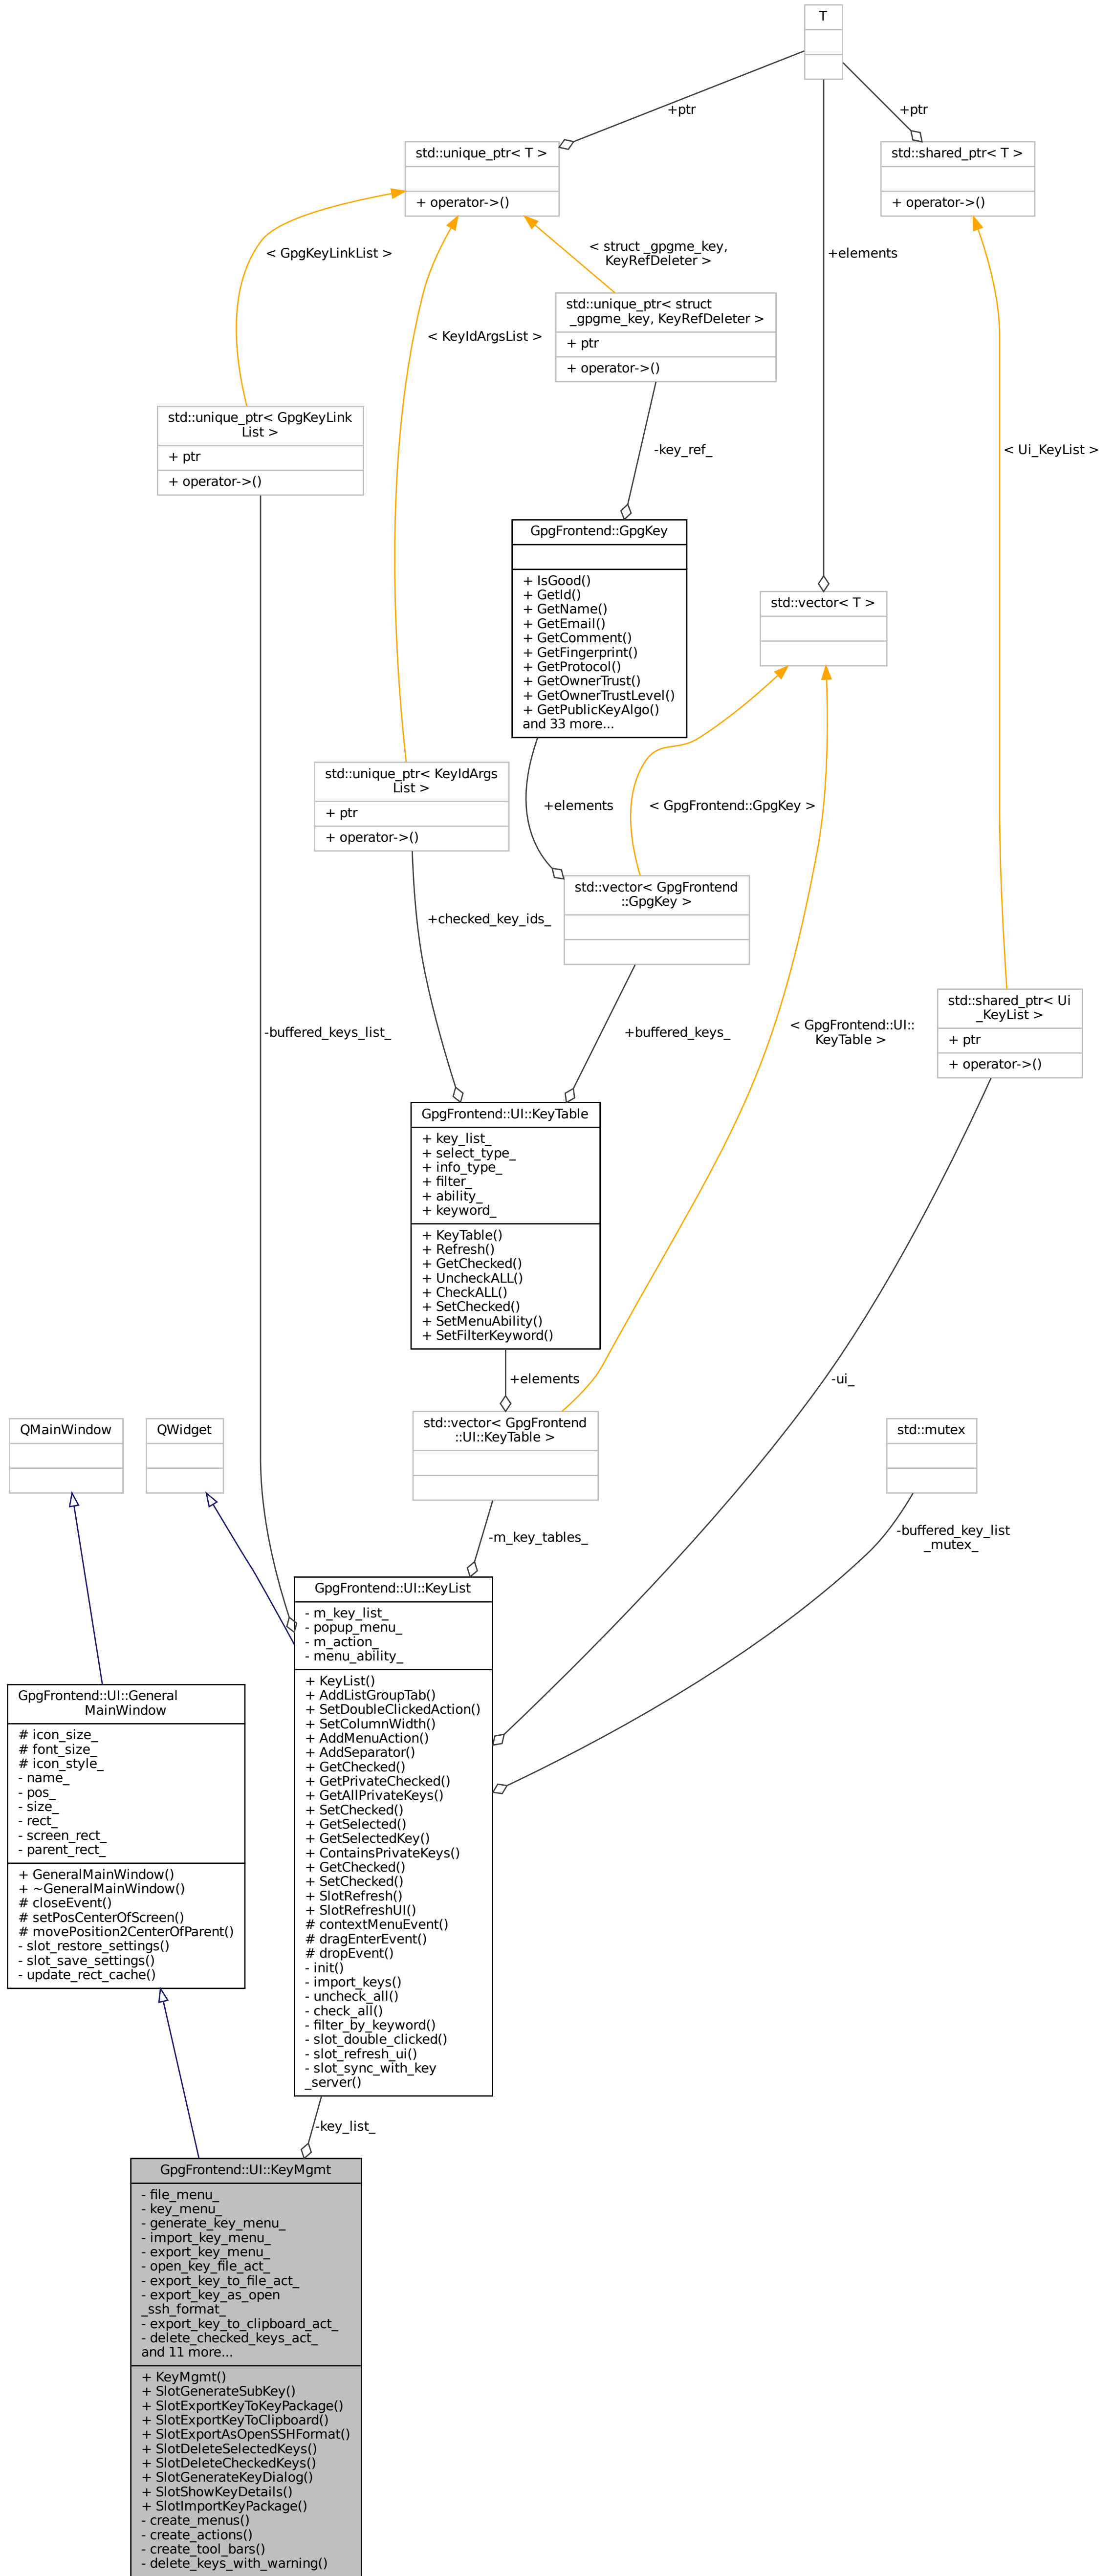 T
+ptr
+ptr
std::unique_ptr< T >
+ operator->()
std::shared_ptr< T >
+ operator->()
< GpgKeyLinkList >
< struct _gpgme_key,
KeyRefDeleter >
+elements
std::unique_ptr< struct
_gpgme_key, KeyRefDeleter >
+ ptr
+ operator->()
< KeyIdArgsList >
std::unique_ptr< GpgKeyLink
List >
+ ptr
+ operator->()
-key_ref_
< Ui_KeyList >
GpgFrontend::GpgKey
+ IsGood()
+ GetId()
+ GetName()
+ GetEmail()
+ GetComment()
+ GetFingerprint()
+ GetProtocol()
+ GetOwnerTrust()
+ GetOwnerTrustLevel()
+ GetPublicKeyAlgo()
and 33 more...
std::vector< T >
std::unique_ptr< KeyIdArgs
List >
+ ptr
+ operator->()
+elements
< GpgFrontend::GpgKey >
std::vector< GpgFrontend
::GpgKey >
+checked_key_ids_
-buffered_keys_list_
+buffered_keys_
< GpgFrontend::UI::
KeyTable >
std::shared_ptr< Ui
_KeyList >
+ ptr
+ operator->()
GpgFrontend::UI::KeyTable
+ key_list_
+ select_type_
+ info_type_
+ filter_
+ ability_
+ keyword_
+ KeyTable()
+ Refresh()
+ GetChecked()
+ UncheckALL()
+ CheckALL()
+ SetChecked()
+ SetMenuAbility()
+ SetFilterKeyword()
+elements
-ui_
std::vector< GpgFrontend
::UI::KeyTable >
QMainWindow
QWidget
std::mutex
-m_key_tables_
-buffered_key_list
_mutex_
GpgFrontend::UI::KeyList
- m_key_list_
- popup_menu_
- m_action_
- menu_ability_
+ KeyList()
+ AddListGroupTab()
+ SetDoubleClickedAction()
+ SetColumnWidth()
+ AddMenuAction()
+ AddSeparator()
+ GetChecked()
+ GetPrivateChecked()
+ GetAllPrivateKeys()
+ SetChecked()
+ GetSelected()
+ GetSelectedKey()
+ ContainsPrivateKeys()
+ GetChecked()
+ SetChecked()
+ SlotRefresh()
+ SlotRefreshUI()
# contextMenuEvent()
# dragEnterEvent()
# dropEvent()
- init()
- import_keys()
- uncheck_all()
- check_all()
- filter_by_keyword()
- slot_double_clicked()
- slot_refresh_ui()
- slot_sync_with_key
_server()
GpgFrontend::UI::General
MainWindow
# icon_size_
# font_size_
# icon_style_
- name_
- pos_
- size_
- rect_
- screen_rect_
- parent_rect_
+ GeneralMainWindow()
+ ~GeneralMainWindow()
# closeEvent()
# setPosCenterOfScreen()
# movePosition2CenterOfParent()
- slot_restore_settings()
- slot_save_settings()
- update_rect_cache()
-key_list_
GpgFrontend::UI::KeyMgmt
- file_menu_
- key_menu_
- generate_key_menu_
- import_key_menu_
- export_key_menu_
- open_key_file_act_
- export_key_to_file_act_
- export_key_as_open
_ssh_format_
- export_key_to_clipboard_act_
- delete_checked_keys_act_
and 11 more...
+ KeyMgmt()
+ SlotGenerateSubKey()
+ SlotExportKeyToKeyPackage()
+ SlotExportKeyToClipboard()
+ SlotExportAsOpenSSHFormat()
+ SlotDeleteSelectedKeys()
+ SlotDeleteCheckedKeys()
+ SlotGenerateKeyDialog()
+ SlotShowKeyDetails()
+ SlotImportKeyPackage()
- create_menus()
- create_actions()
- create_tool_bars()
- delete_keys_with_warning()